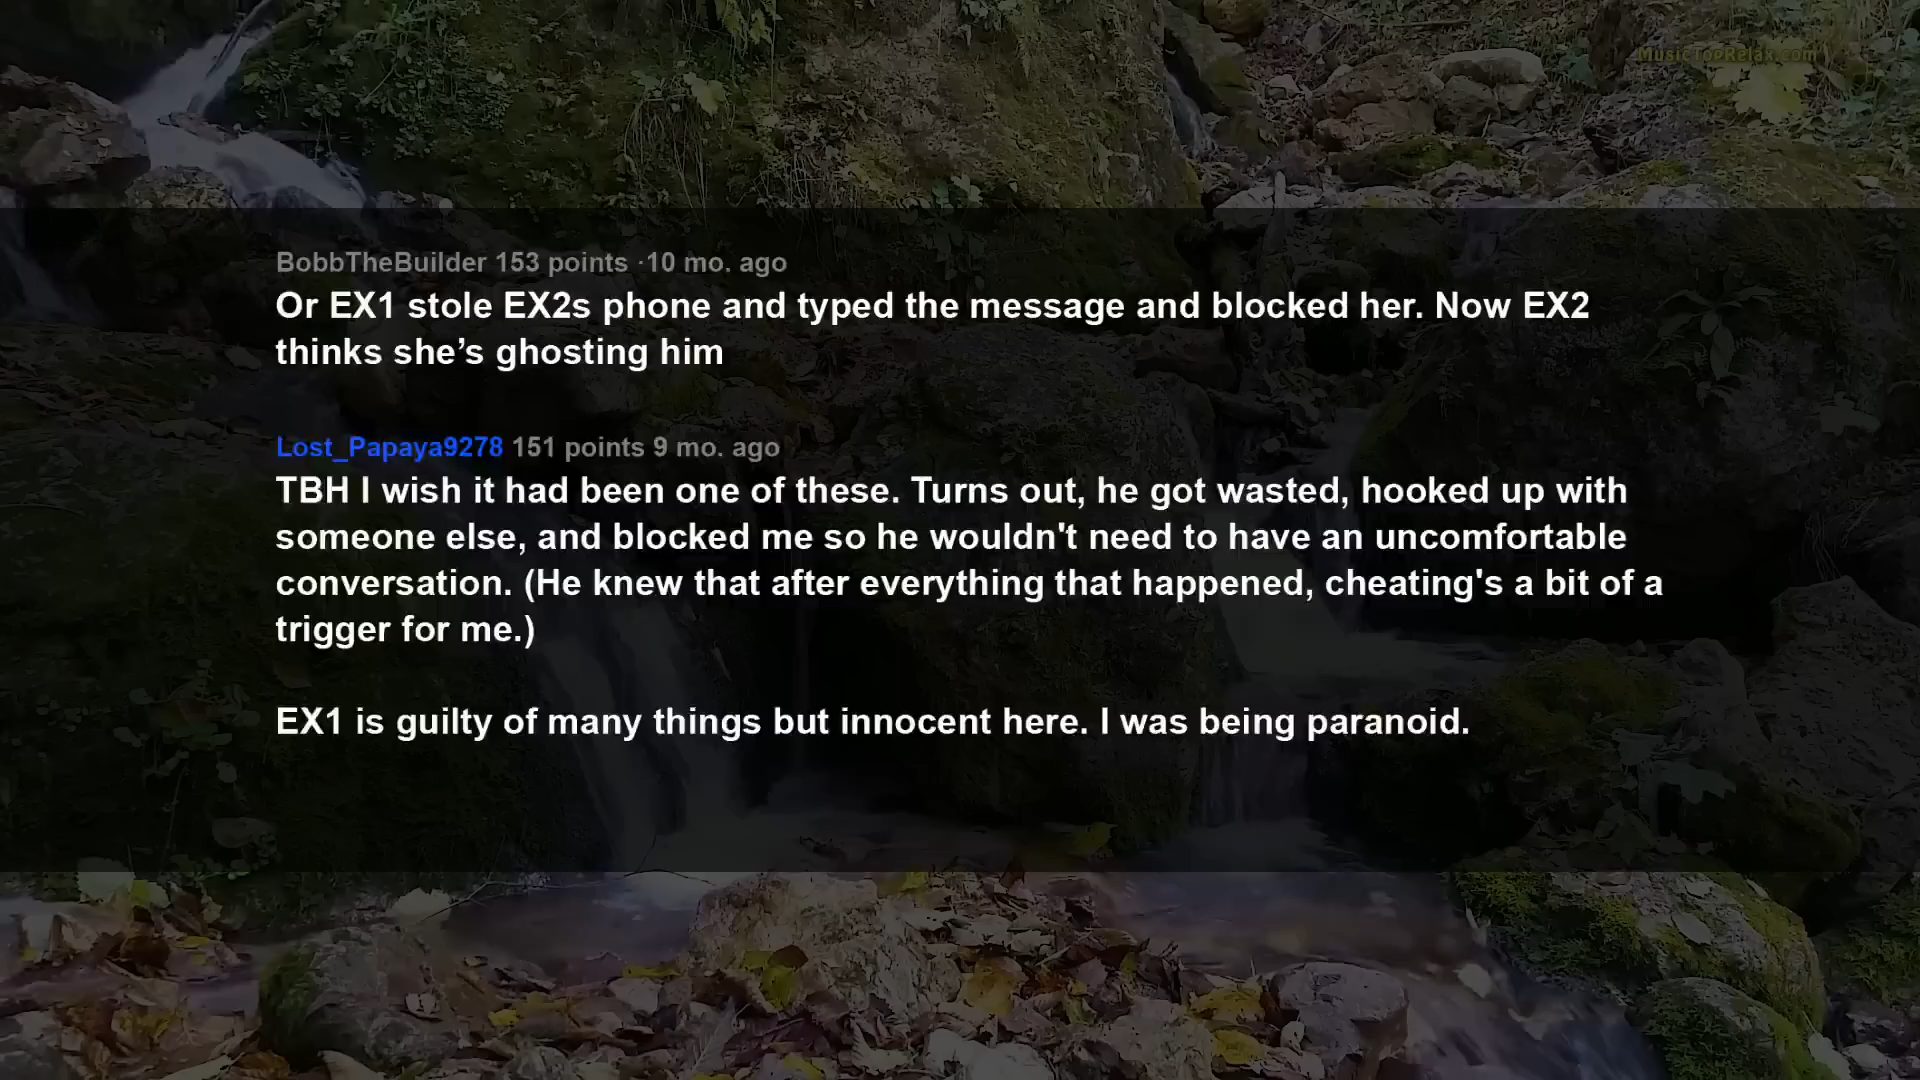 MusicTopRelax.com
BobbTheBuilder 153 points ·10 mo. ago
Or EX1 stole EX2s phone and typed the message and blocked her. Now EX2
thinks she’s ghosting him
Lost_Papaya9278 151 points 9 mo. ago
TBH I wish it had been one of these. Turns out, he got wasted, hooked up with
someone else, and blocked me so he wouldn't need to have an uncomfortable
conversation. (He knew that after everything that happened, cheating's a bit of a
trigger for me.)
EX1 is guilty of many things but innocent here. I was being paranoid.